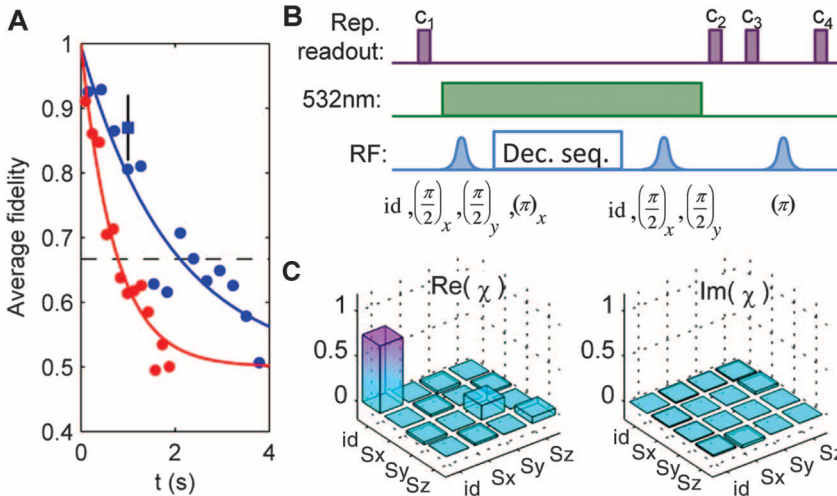 A
Average fidelity
1
0.9
0.8
0.7
0.6
0.5
0.4
0 2 4
t (s)
B
Rep. readout:
c₁ c₂ c₃ c₄
532nm:
RF:
Dec. seq.
id ,(π/2)ₓ ,(π/2)ᵧ ,(π)ₓ
id ,(π/2)ₓ ,(π/2)ᵧ
(π)
C
Re( χ )
1
0.5
0
id
Sx
Sy
Sz
id
Sx
Sy
Sz
Im( χ )
1
0.5
0
id
Sx
Sy
Sz
id
Sx
Sy
Sz